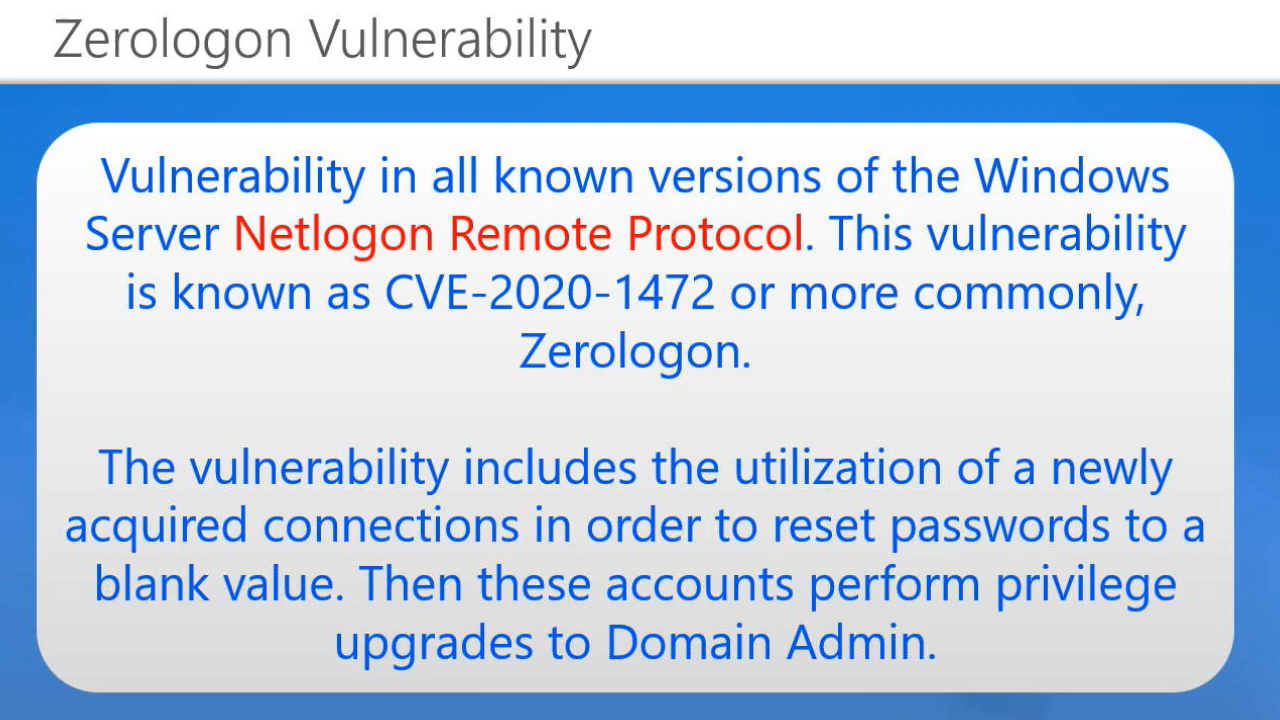 Zerologon Vulnerability
Vulnerability in all known versions of the Windows
Server Netlogon Remote Protocol. This vulnerability
is known as CVE-2020-1472 or more commonly,
Zerologon.
The vulnerability includes the utilization of a newly
acquired connections in order to reset passwords to a
blank value. Then these accounts perform privilege
upgrades to Domain Admin.